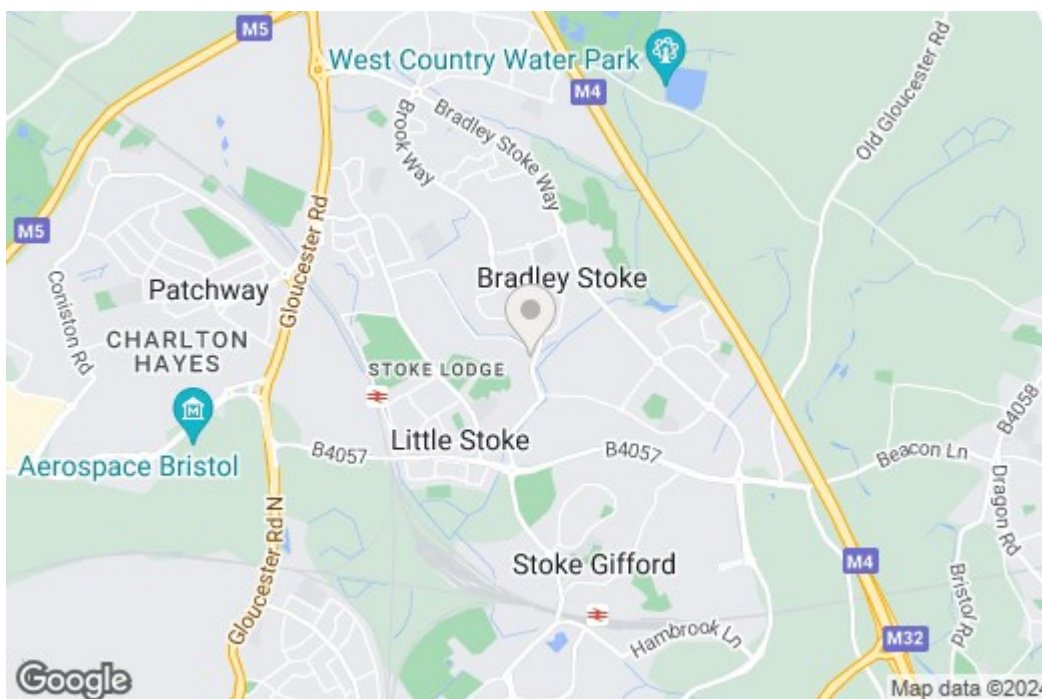 M5
West Country Water Park
M4
Gloucester Rd
Old Gloucester Rd
Brook Way
Bradley Stoke Way
M5
Coniston Rd
Patchway
Bradley Stoke
CHARLTON
HAYES
STOKE LODGE
Aerospace Bristol
Little Stoke
B4057
B4057
Beacon Ln
B4058
Dragon Rd
Gloucester Rd N
Stoke Gifford
M4
Bristol Rd
Hambrook Ln
M32
Google
Map data ©2024